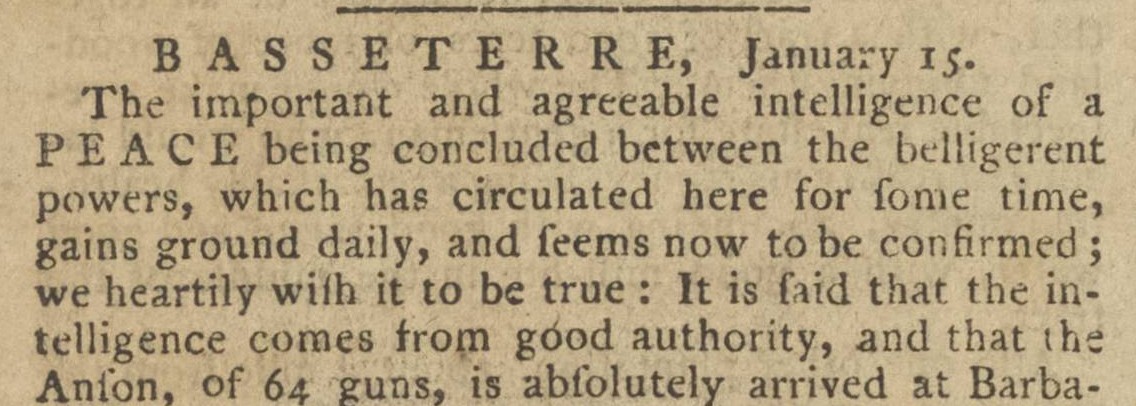 BASSETERRE, January 15.
The important and agreeable intelligence of a
PEACE being concluded between the belligerent
powers, which has circulated here for ſome time,
gains ground daily, and ſeems now to be confirmed;
we heartily wiſh it to be true: It is ſaid that the in-
telligence comes from good authority, and that the
Anſon, of 64 guns, is abſolutely arrived at Barba-